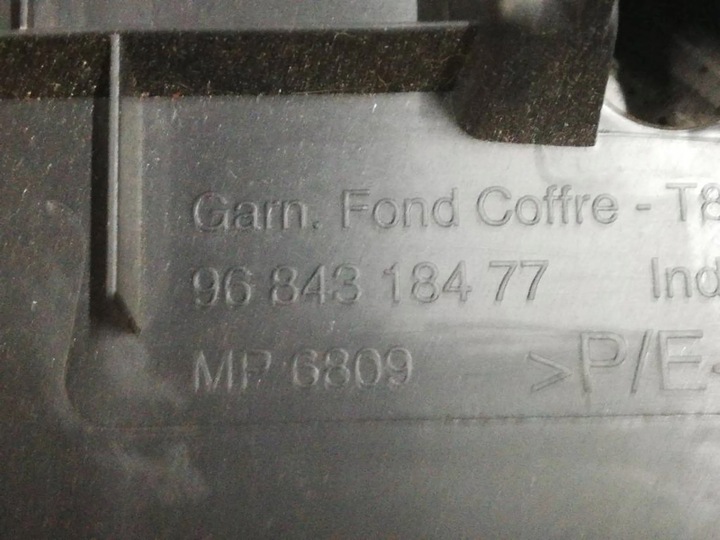 Garn. Fond Coffre - T8
96 843 184 77 Ind
MP 6809 >P/E-